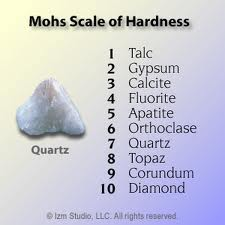 Mohs Scale of Hardness
1 Talc
2 Gypsum
3 Calcite
4 Fluorite
5 Apatite
6 Orthoclase
7 Quartz
8 Topaz
9 Corundum
10 Diamond
Quartz
© Izm Studio, LLC. All rights reserved.